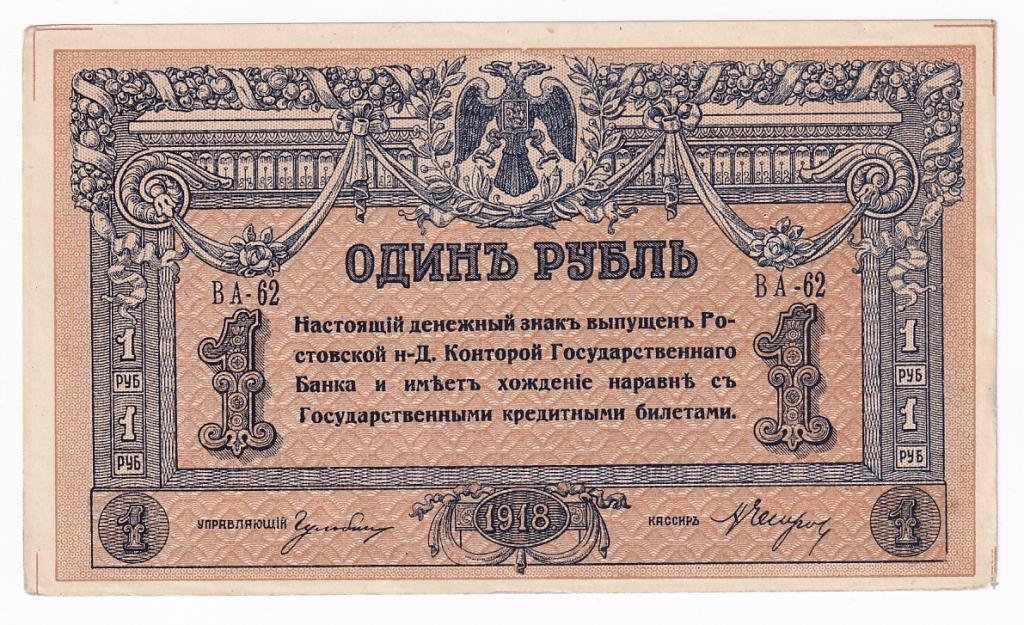 ОДИНЪ РУБЛЬ
ВА-62
ВА-62
1
1
Настоящій денежный знакъ выпущенъ Ро-
стовской н-Д. Конторой Государственнаго
Банка и имѣетъ хожденіе наравнѣ съ
Государственными кредитными билетами.
1
РУБ
1
РУБ
1
РУБ
1
РУБ
1
УПРАВЛЯЮЩІЙ
1918
КАССИРЪ
1